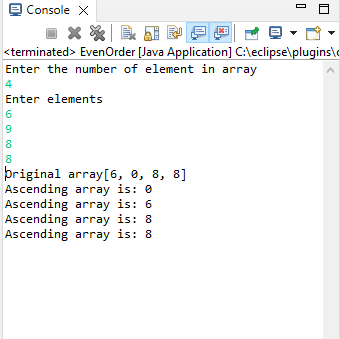 Console
<terminated> EvenOrder [Java Application] C:\eclipse\plugins\
Enter the number of element in array
4
Enter elements
6
9
8
8
Original array[6, 0, 8, 8]
Ascending array is: 0
Ascending array is: 6
Ascending array is: 8
Ascending array is: 8